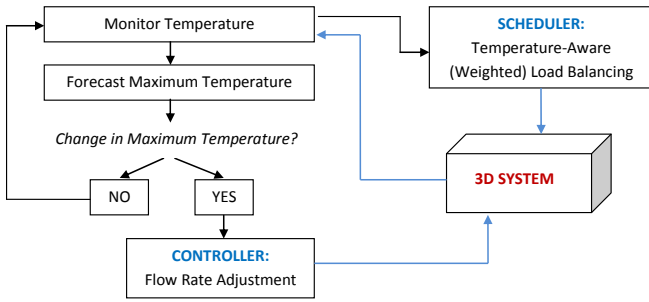 Monitor Temperature
SCHEDULER:
Temperature-Aware
(Weighted) Load Balancing
Forecast Maximum Temperature
Change in Maximum Temperature?
NO
YES
3D SYSTEM
CONTROLLER:
Flow Rate Adjustment